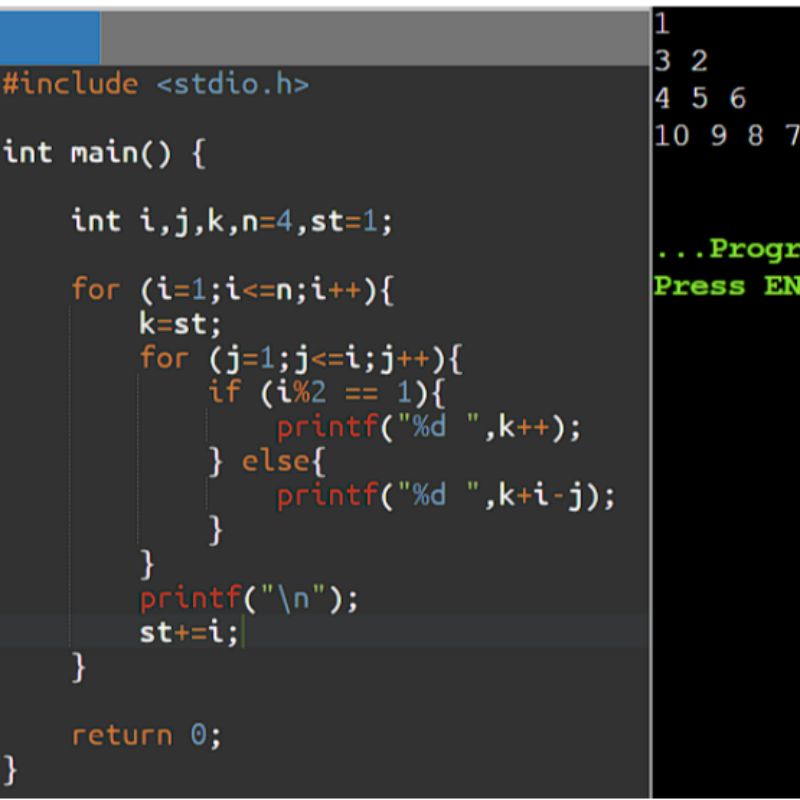 #include <stdio.h>
int main() {
int i,j,k,n=4,st=1;
for (i=1;i<=n;i++){
k=st;
for (j=1;j<=i;j++){
if (i%2 == 1){
printf("%d ",k++);
} else{
printf("%d ",k+i-j);
}
}
printf("\n");
st+=i;
}
return 0;
}
1
3 2
4 5 6
10 9 8 7
...Progr
Press EN